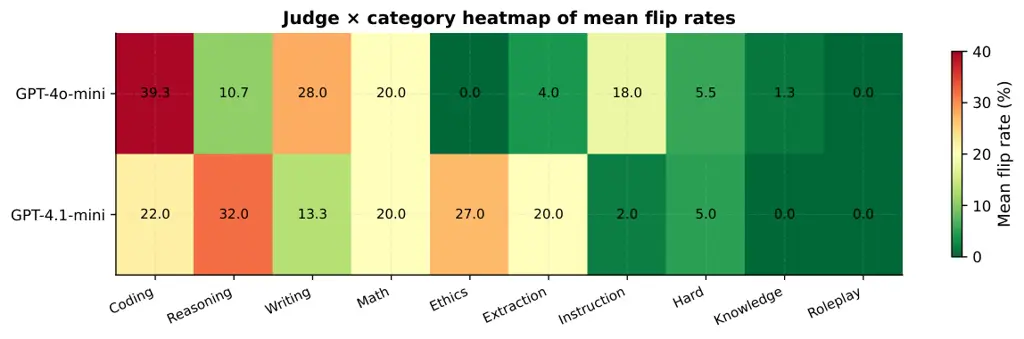 Judge × category heatmap of mean flip rates
GPT-4o-mini 39.3 10.7 28.0 20.0 0.0 4.0 18.0 5.5 1.3 0.0
GPT-4.1-mini 22.0 32.0 13.3 20.0 27.0 20.0 2.0 5.0 0.0 0.0
Coding Reasoning Writing Math Ethics Extraction Instruction Hard Knowledge Roleplay
40
30
20
10
0
Mean flip rate (%)